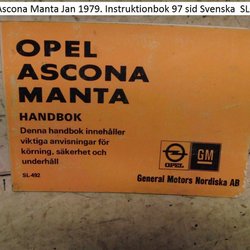 Ascona Manta Jan 1979. Instruktionbok 97 sid Svenska SL
OPEL
ASCONA
MANTA
HANDBOK
Denna handbok innehåller
viktiga anvisningar för
körning, säkerhet och
underhåll
SL-492
OPEL
GM
General Motors Nordiska AB